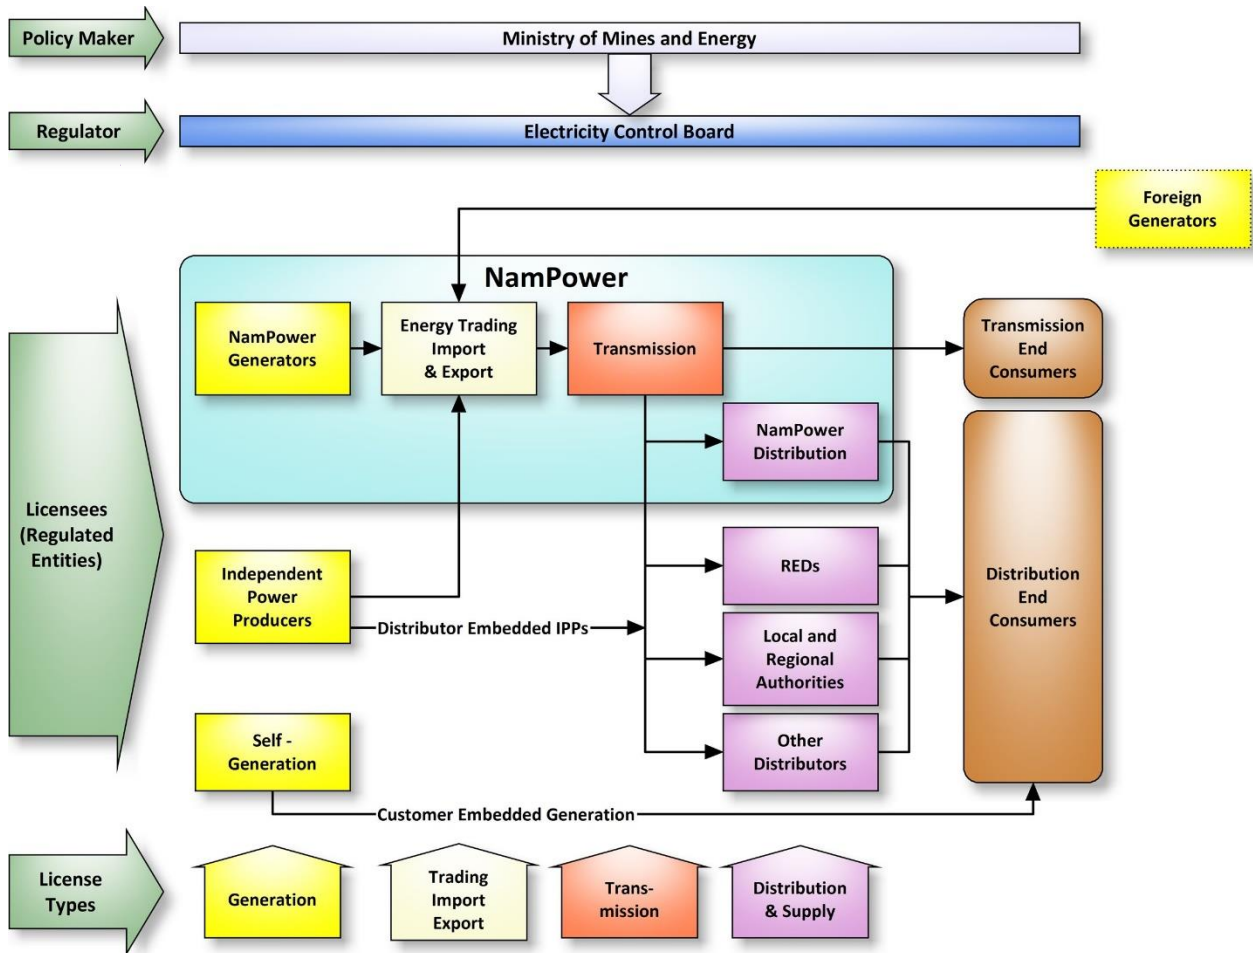 Policy Maker
Ministry of Mines and Energy
Regulator
Electricity Control Board
Foreign
Generators
NamPower
NamPower
Generators
Energy Trading
Import
& Export
Transmission
Transmission
End
Consumers
NamPower
Distribution
Licensees
(Regulated
Entities)
Independent
Power
Producers
Distributor Embedded IPPs
REDs
Local and
Regional
Authorities
Other
Distributors
Distribution
End
Consumers
Self -
Generation
Customer Embedded Generation
License
Types
Generation
Trading
Import
Export
Trans-
mission
Distribution
& Supply